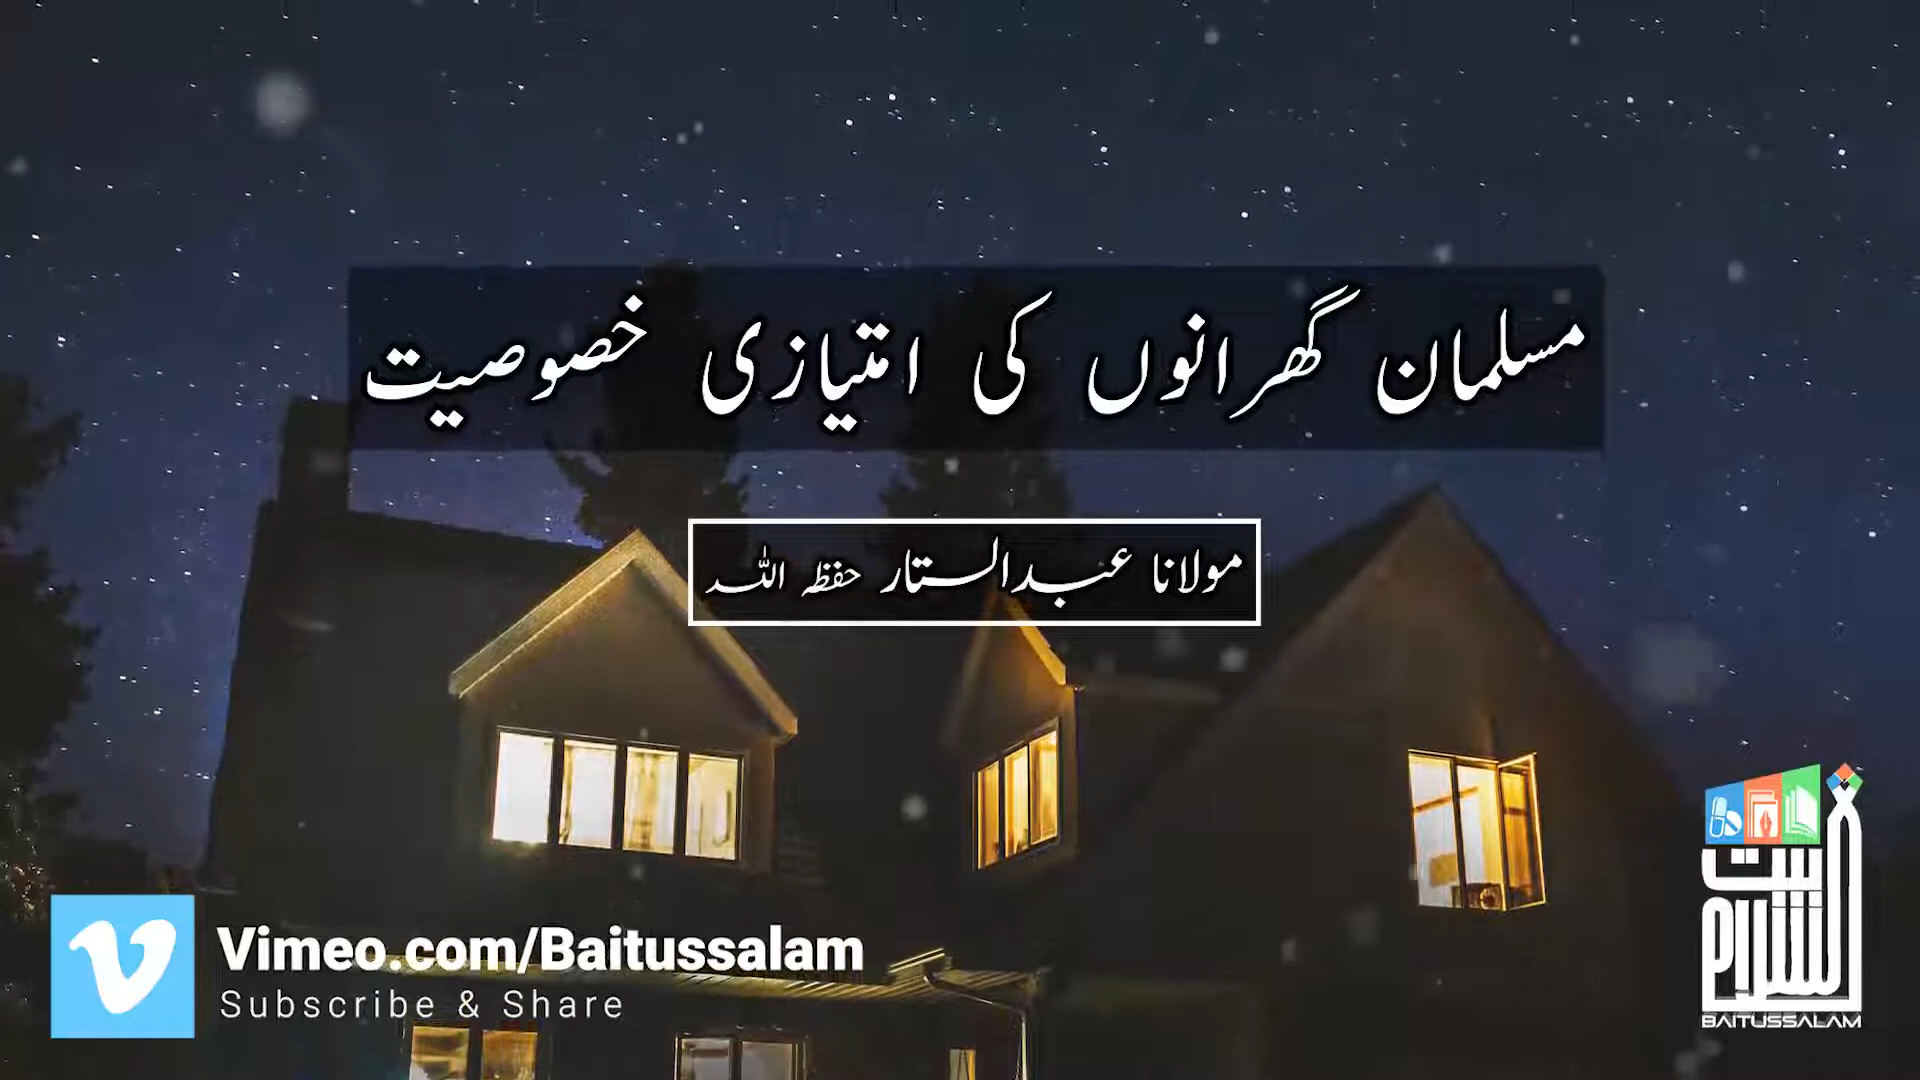 مسلمان گھرانوں کی امتیازی خصوصیت
مولانا عبدالستار حفظہ اللہ
Vimeo.com/Baitussalam
Subscribe & Share
بیت السلام
BAITUSSALAM